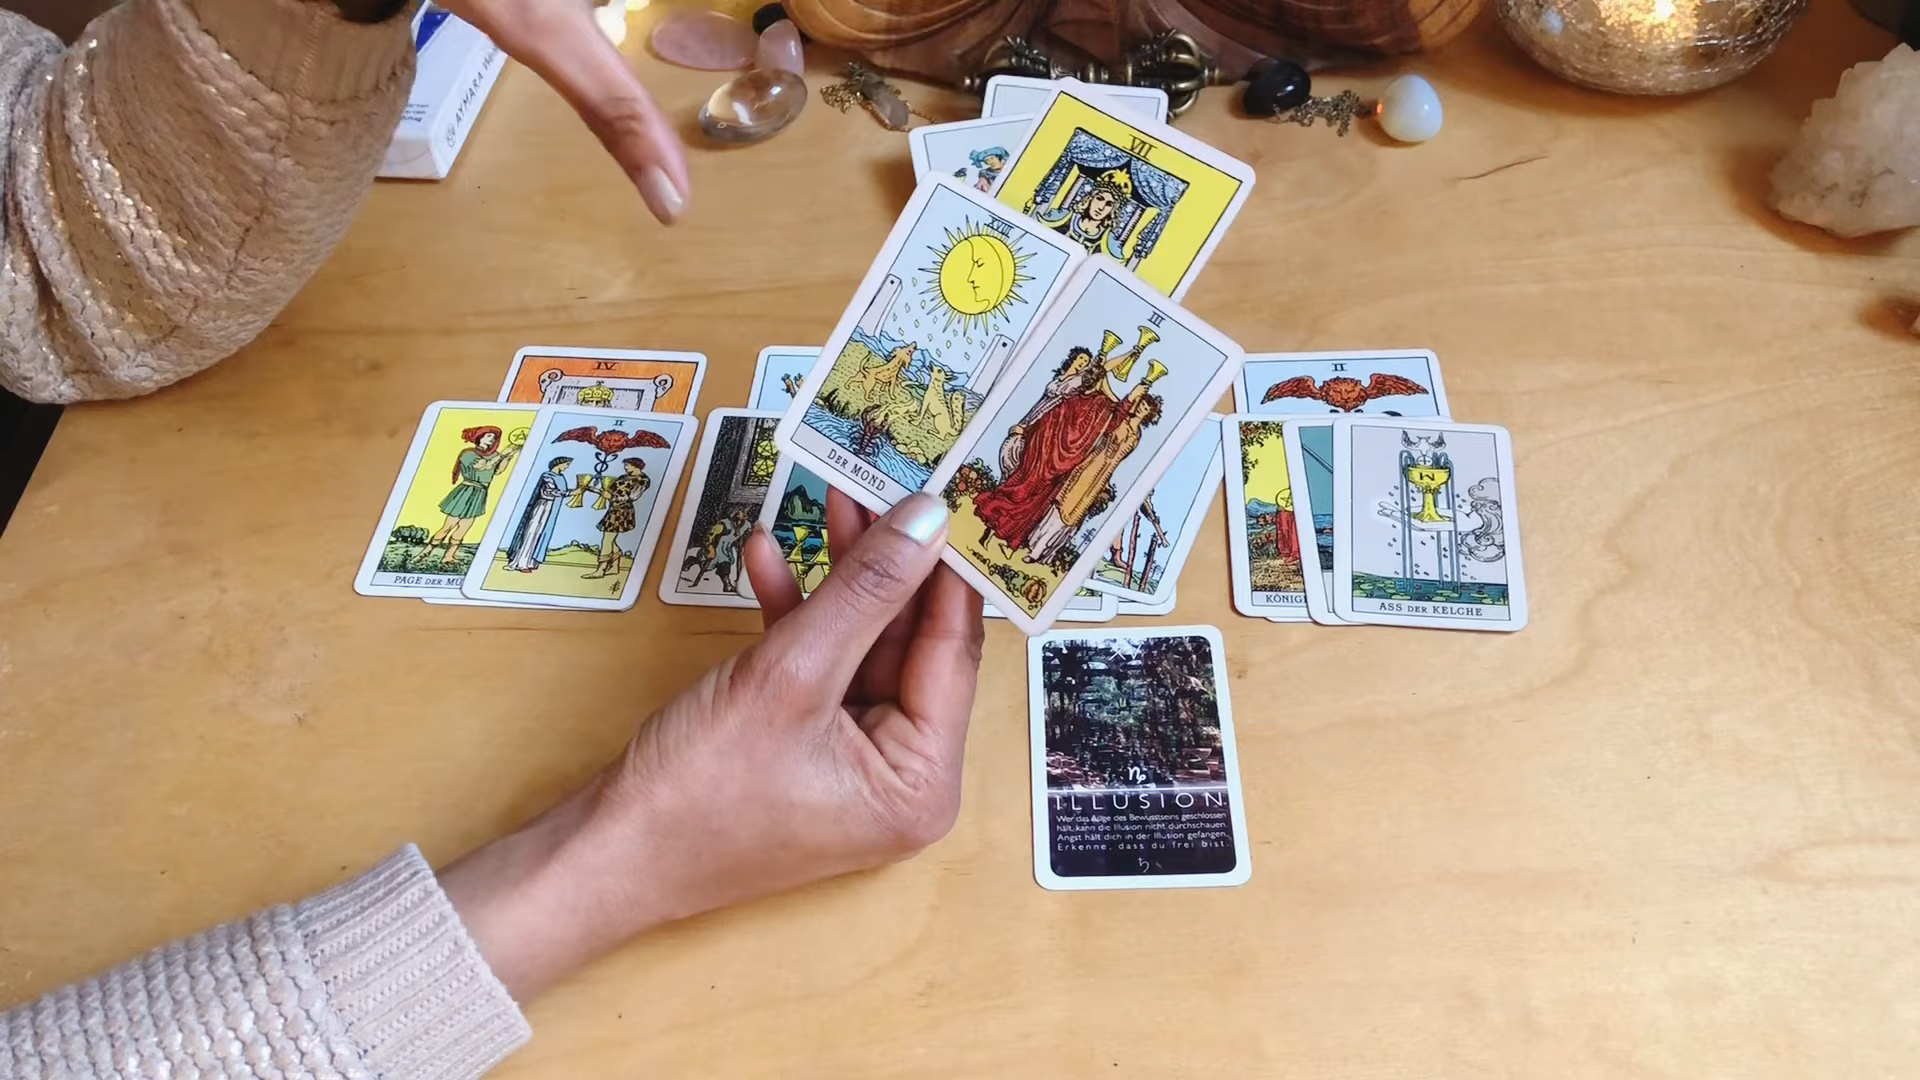 AYMARA
VII
XVIII
III
IV
II
II
DER MOND
PAGE DER MÜ
KÖNIG
ASS DER KELCHE
ILLUSION
Wer das Auge des Bewusstseins geschlossen
hält, kann die Illusion nicht durchschauen.
Angst hält dich in der Illusion gefangen.
Erkenne, dass du frei bist.